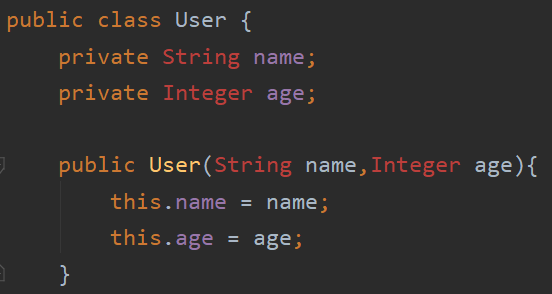 public class User {
    private String name;
    private Integer age;

    public User(String name,Integer age){
        this.name = name;
        this.age = age;
    }